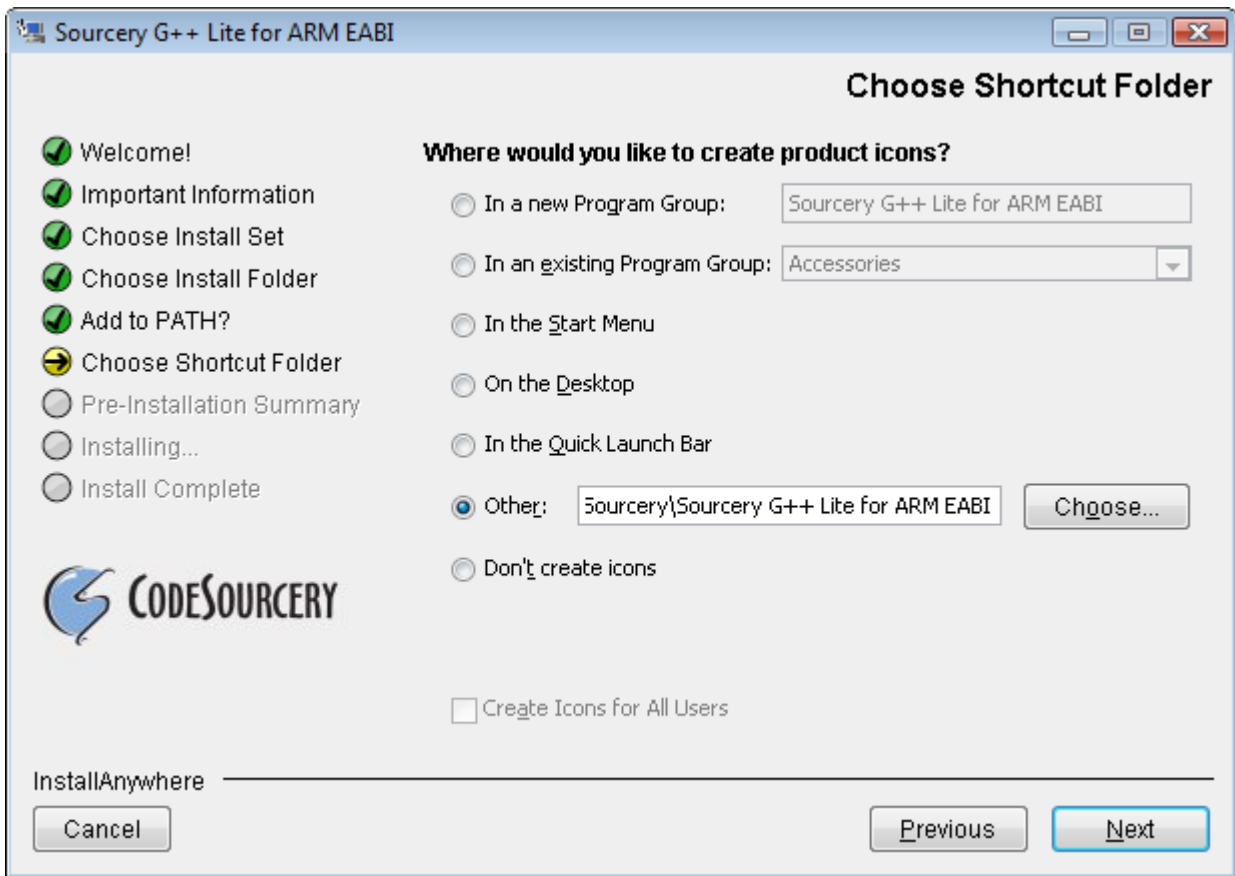 Sourcery G++ Lite for ARM EABI
Choose Shortcut Folder
Welcome!
Important Information
Choose Install Set
Choose Install Folder
Add to PATH?
Choose Shortcut Folder
Pre-Installation Summary
Installing...
Install Complete
CODESOURCERY
Where would you like to create product icons?
In a new Program Group: Sourcery G++ Lite for ARM EABI
In an existing Program Group: Accessories
In the Start Menu
On the Desktop
In the Quick Launch Bar
Other: Sourcery\Sourcery G++ Lite for ARM EABI Choose...
Don't create icons
Create Icons for All Users
InstallAnywhere
Cancel Previous Next